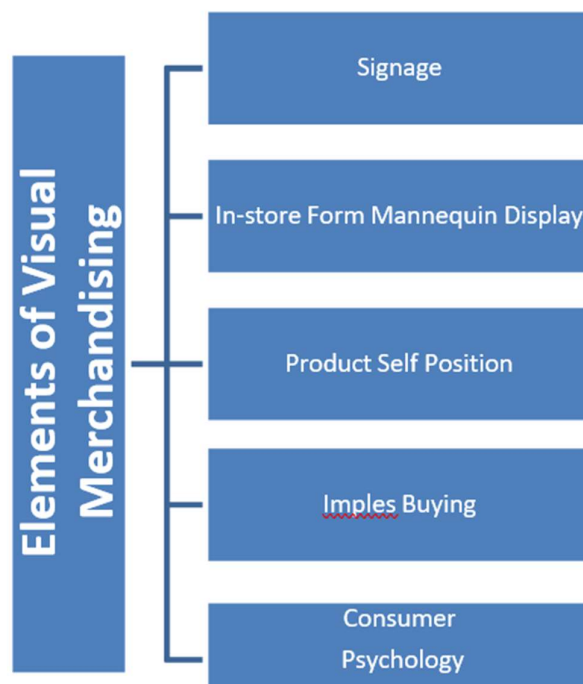 Elements of Visual
Merchandising
Signage
In-store Form Mannequin Display
Product Self Position
Imples Buying
Consumer
Psychology